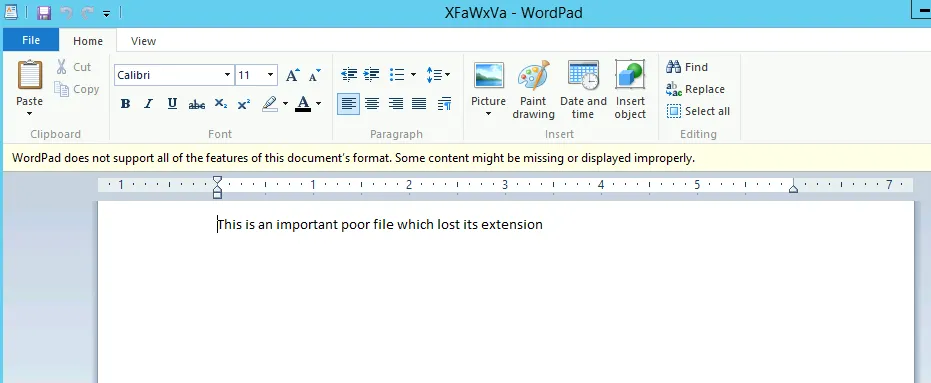 XFaWxVa - WordPad
File Home View
Cut
Copy
Paste
Clipboard
Calibri 11 A A
B I U abc X₂ X² A
Font
Paragraph
Picture
Paint drawing
Date and time
Insert object
Insert
Find
Replace
Select all
Editing
WordPad does not support all of the features of this document's format. Some content might be missing or displayed improperly.
1 1 2 3 4 5 7
This is an important poor file which lost its extension